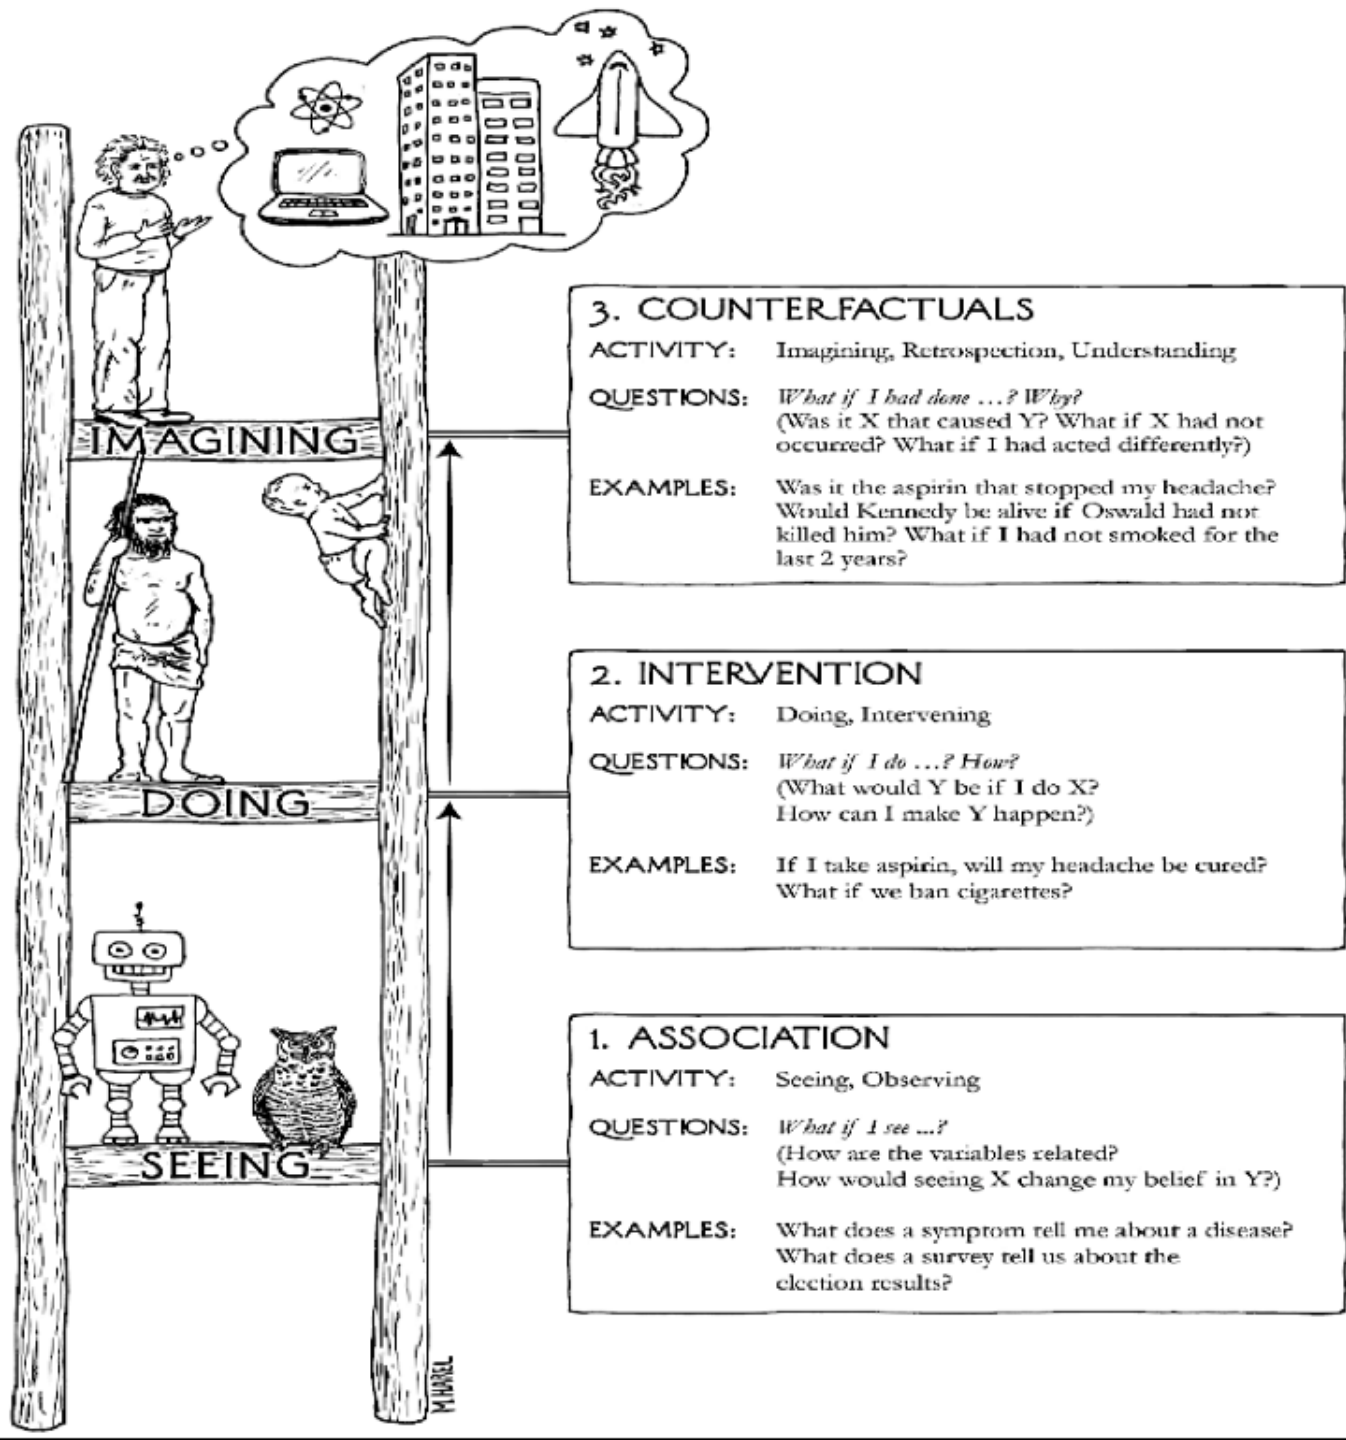 3. COUNTERFACTUALS
ACTIVITY: Imagining, Retrospection, Understanding
QUESTIONS: What if I had done ...? Why?
(Was it X that caused Y? What if X had not
occurred? What if I had acted differently?)
EXAMPLES: Was it the aspirin that stopped my headache?
Would Kennedy be alive if Oswald had not
killed him? What if I had not smoked for the
last 2 years?
IMAGINING
2. INTERVENTION
ACTIVITY: Doing, Intervening
QUESTIONS: What if I do ...? How?
(What would Y be if I do X?
How can I make Y happen?)
EXAMPLES: If I take aspirin, will my headache be cured?
What if we ban cigarettes?
DOING
1. ASSOCIATION
ACTIVITY: Seeing, Observing
QUESTIONS: What if I see ...?
(How are the variables related?
How would seeing X change my belief in Y?)
EXAMPLES: What does a symptom tell me about a disease?
What does a survey tell us about the
election results?
SEEING
M.HAREL